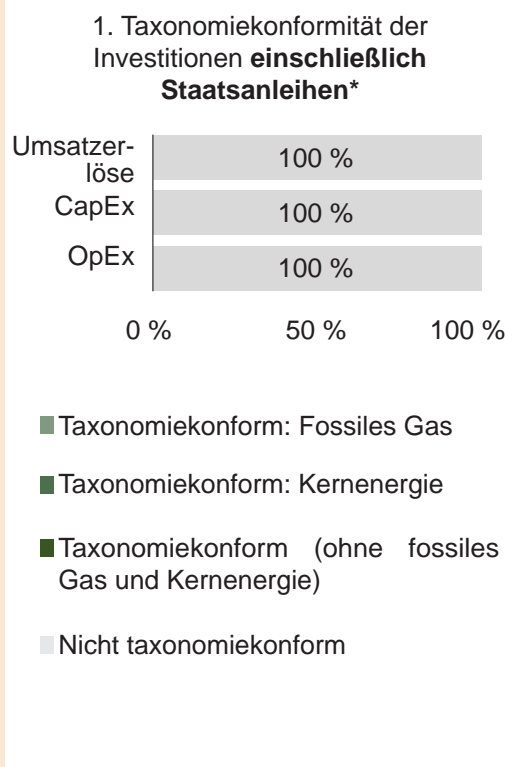 1. Taxonomiekonformität der
Investitionen einschließlich
Staatsanleihen*
Umsatzer-
löse
100 %
CapEx
100 %
OpEx
100 %
0 %
50 %
100 %
Taxonomiekonform: Fossiles Gas
Taxonomiekonform: Kernenergie
Taxonomiekonform (ohne fossiles
Gas und Kernenergie)
Nicht taxonomiekonform